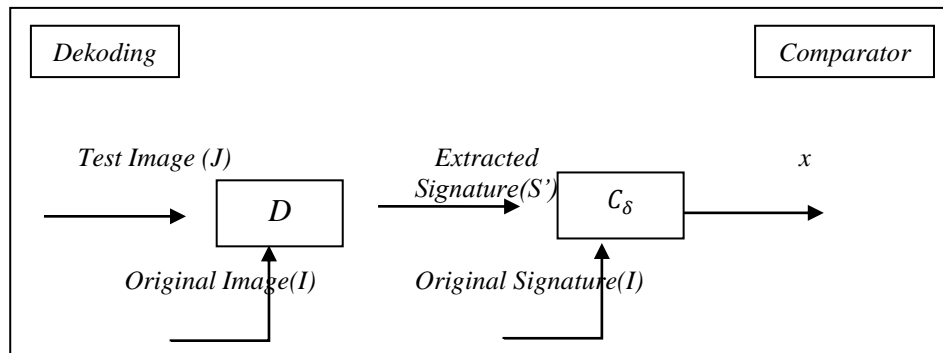 Dekoding
Comparator
Test Image (J)
Extracted
Signature(S’)
x
D
C_δ
Original Image(I)
Original Signature(I)